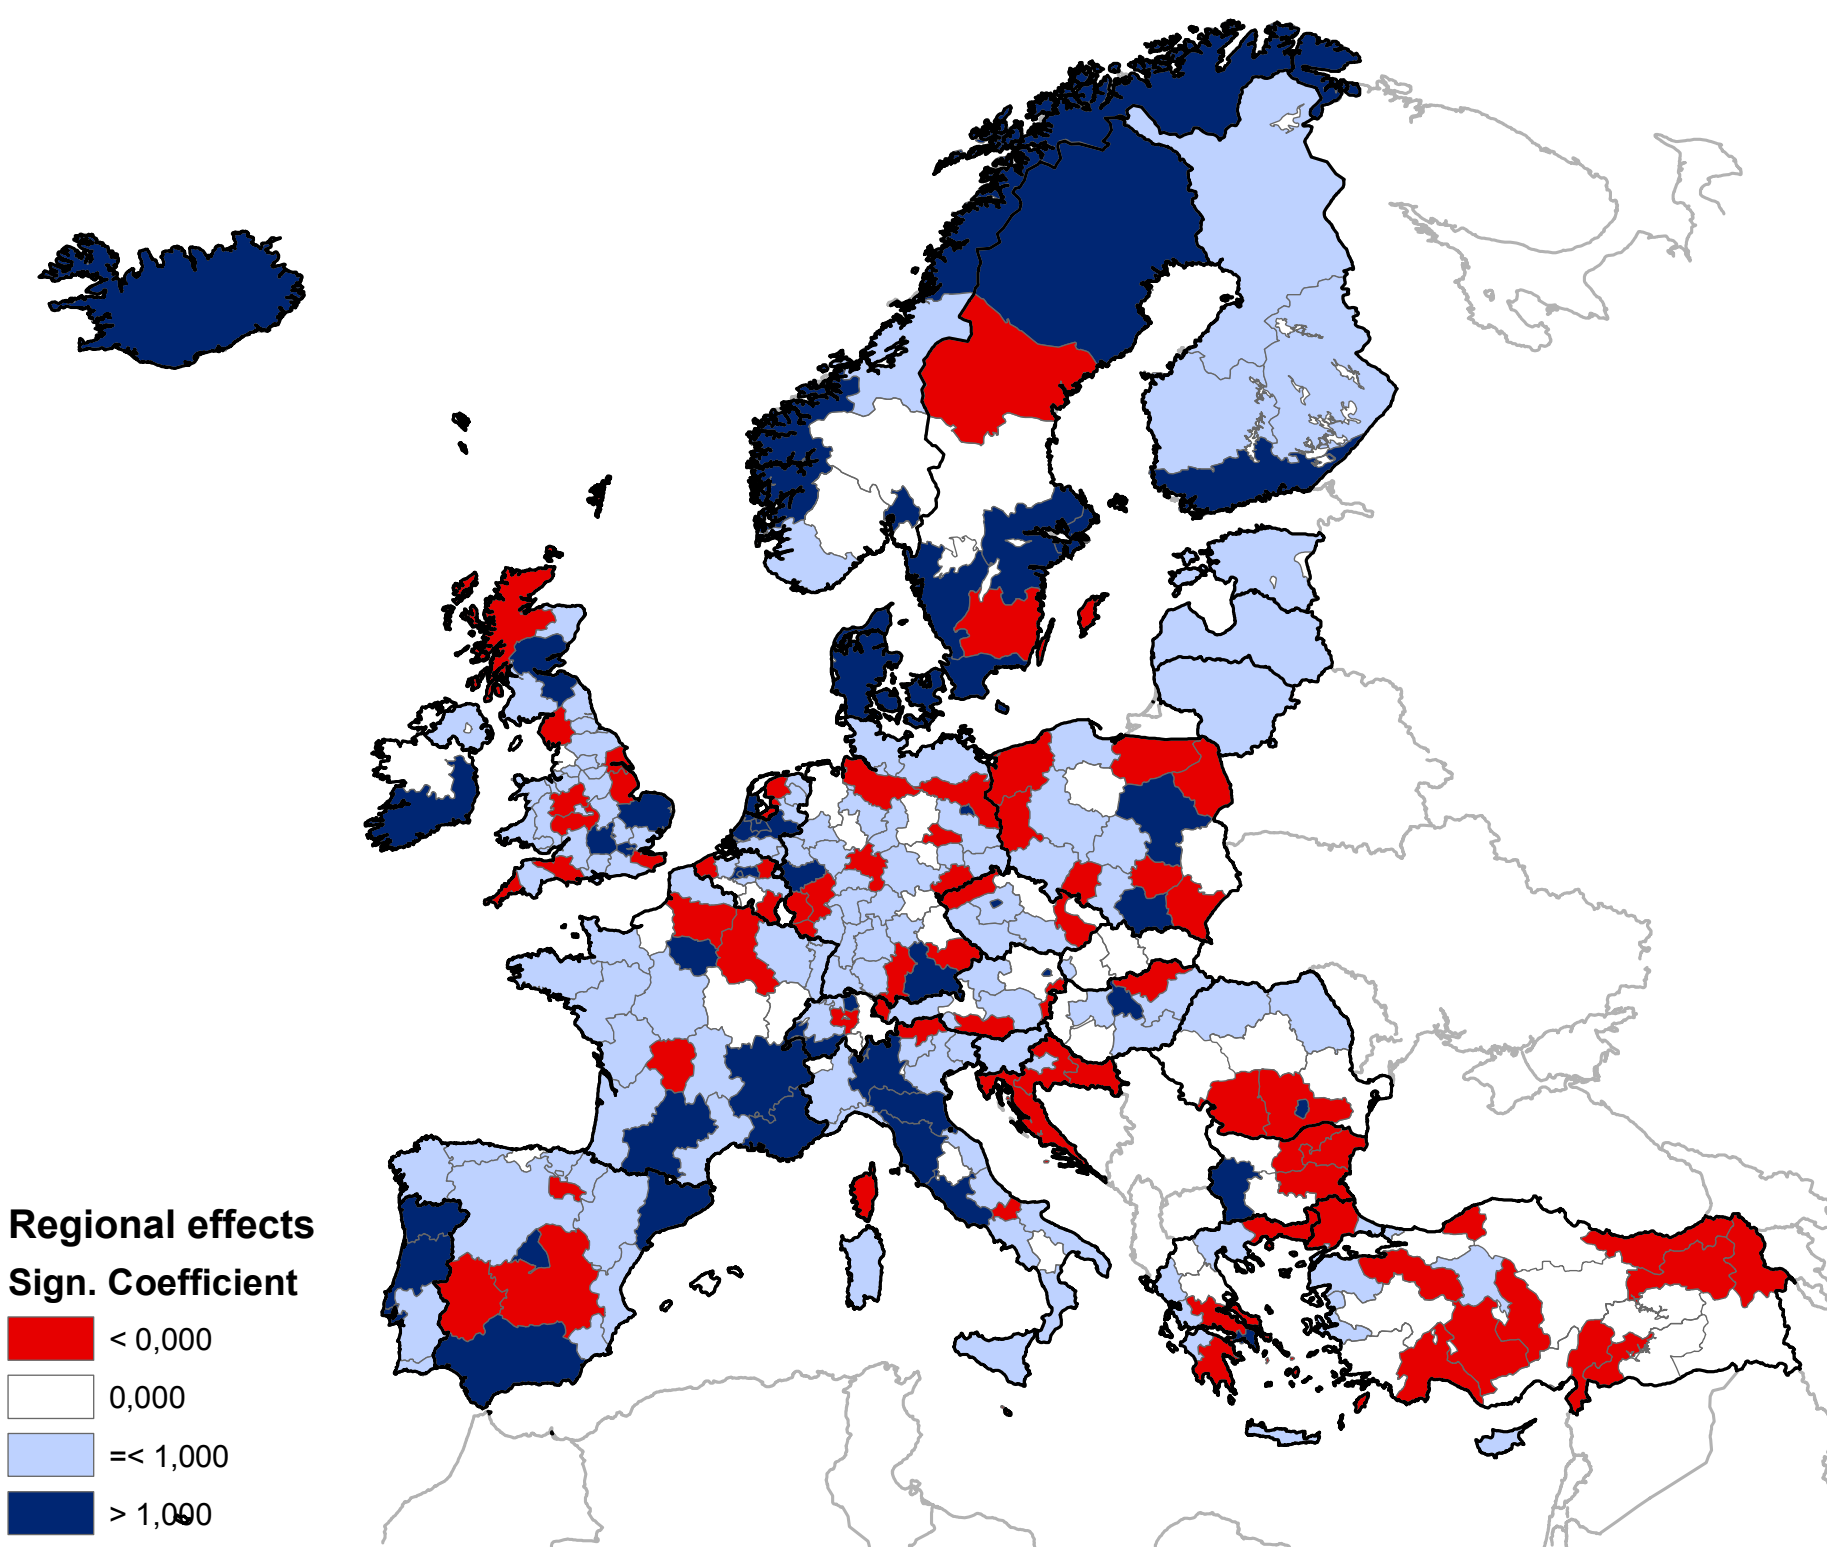 Regional effects
Sign. Coefficient
< 0,000
0,000
=< 1,000
> 1,000